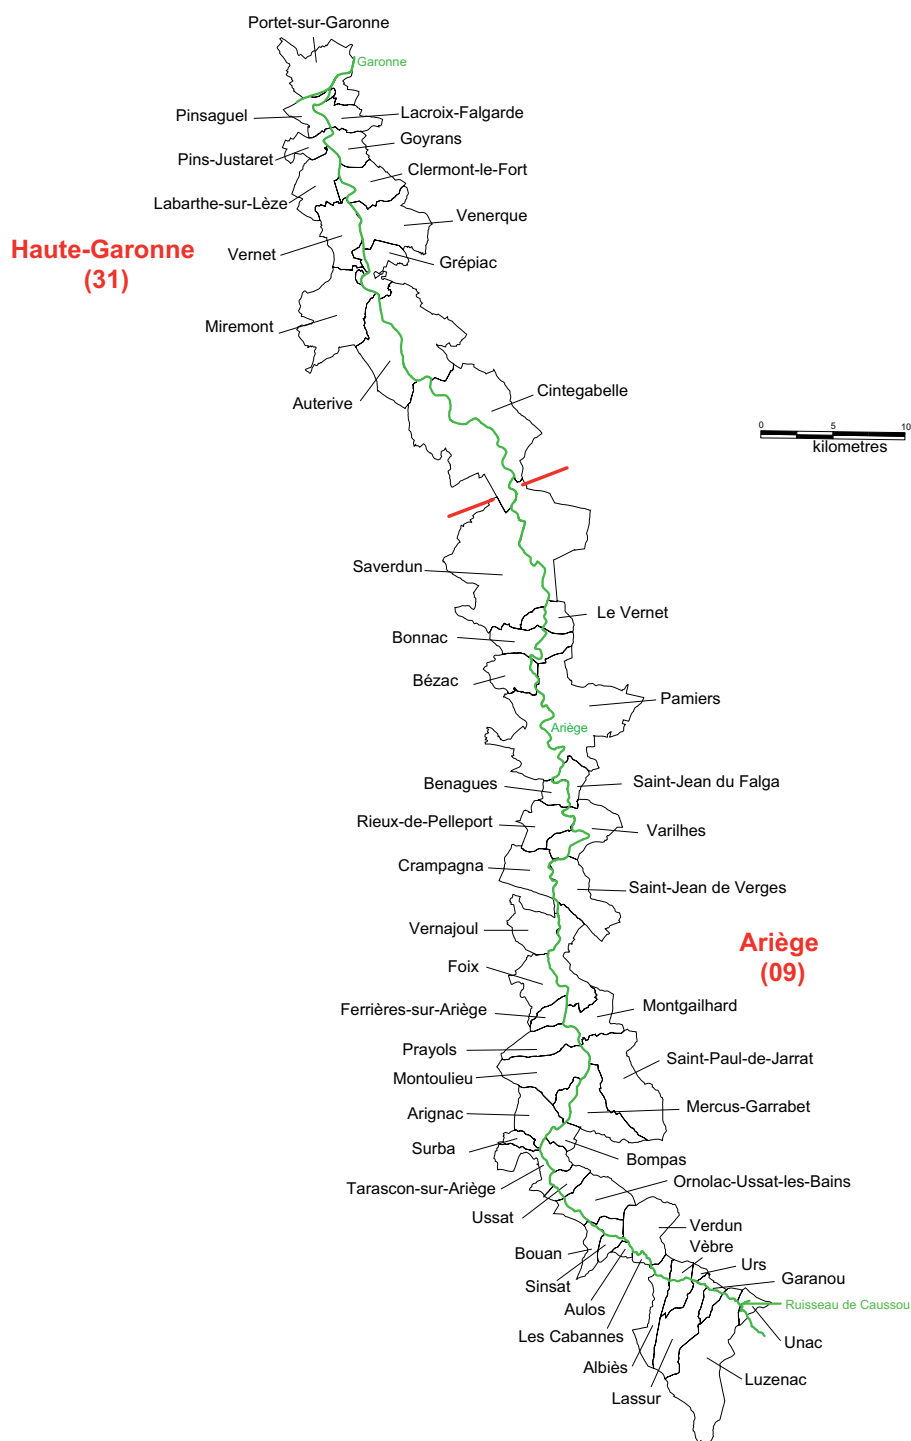 Portet-sur-Garonne
Garonne
Pinsaguel
Lacroix-Falgarde
Goyrans
Pins-Justaret
Clermont-le-Fort
Labarthe-sur-Lèze
Venerque
Haute-Garonne
(31)
Vernet
Grépiac
Miremont
Cintegabelle
Auterive
0 5 10
kilometres
Saverdun
Le Vernet
Bonnac
Bézac
Pamiers
Ariège
Benagues
Saint-Jean du Falga
Rieux-de-Pelleport
Varilhes
Crampagna
Saint-Jean de Verges
Vernajoul
Ariège
(09)
Foix
Ferrières-sur-Ariège
Montgailhard
Prayols
Saint-Paul-de-Jarrat
Montoulieu
Mercus-Garrabet
Arignac
Surba
Bompas
Tarascon-sur-Ariège
Ornolac-Ussat-les-Bains
Ussat
Verdun
Bouan
Vèbre
Urs
Sinsat
Garanou
Aulos
Ruisseau de Caussou
Les Cabannes
Unac
Albiès
Luzenac
Lassur